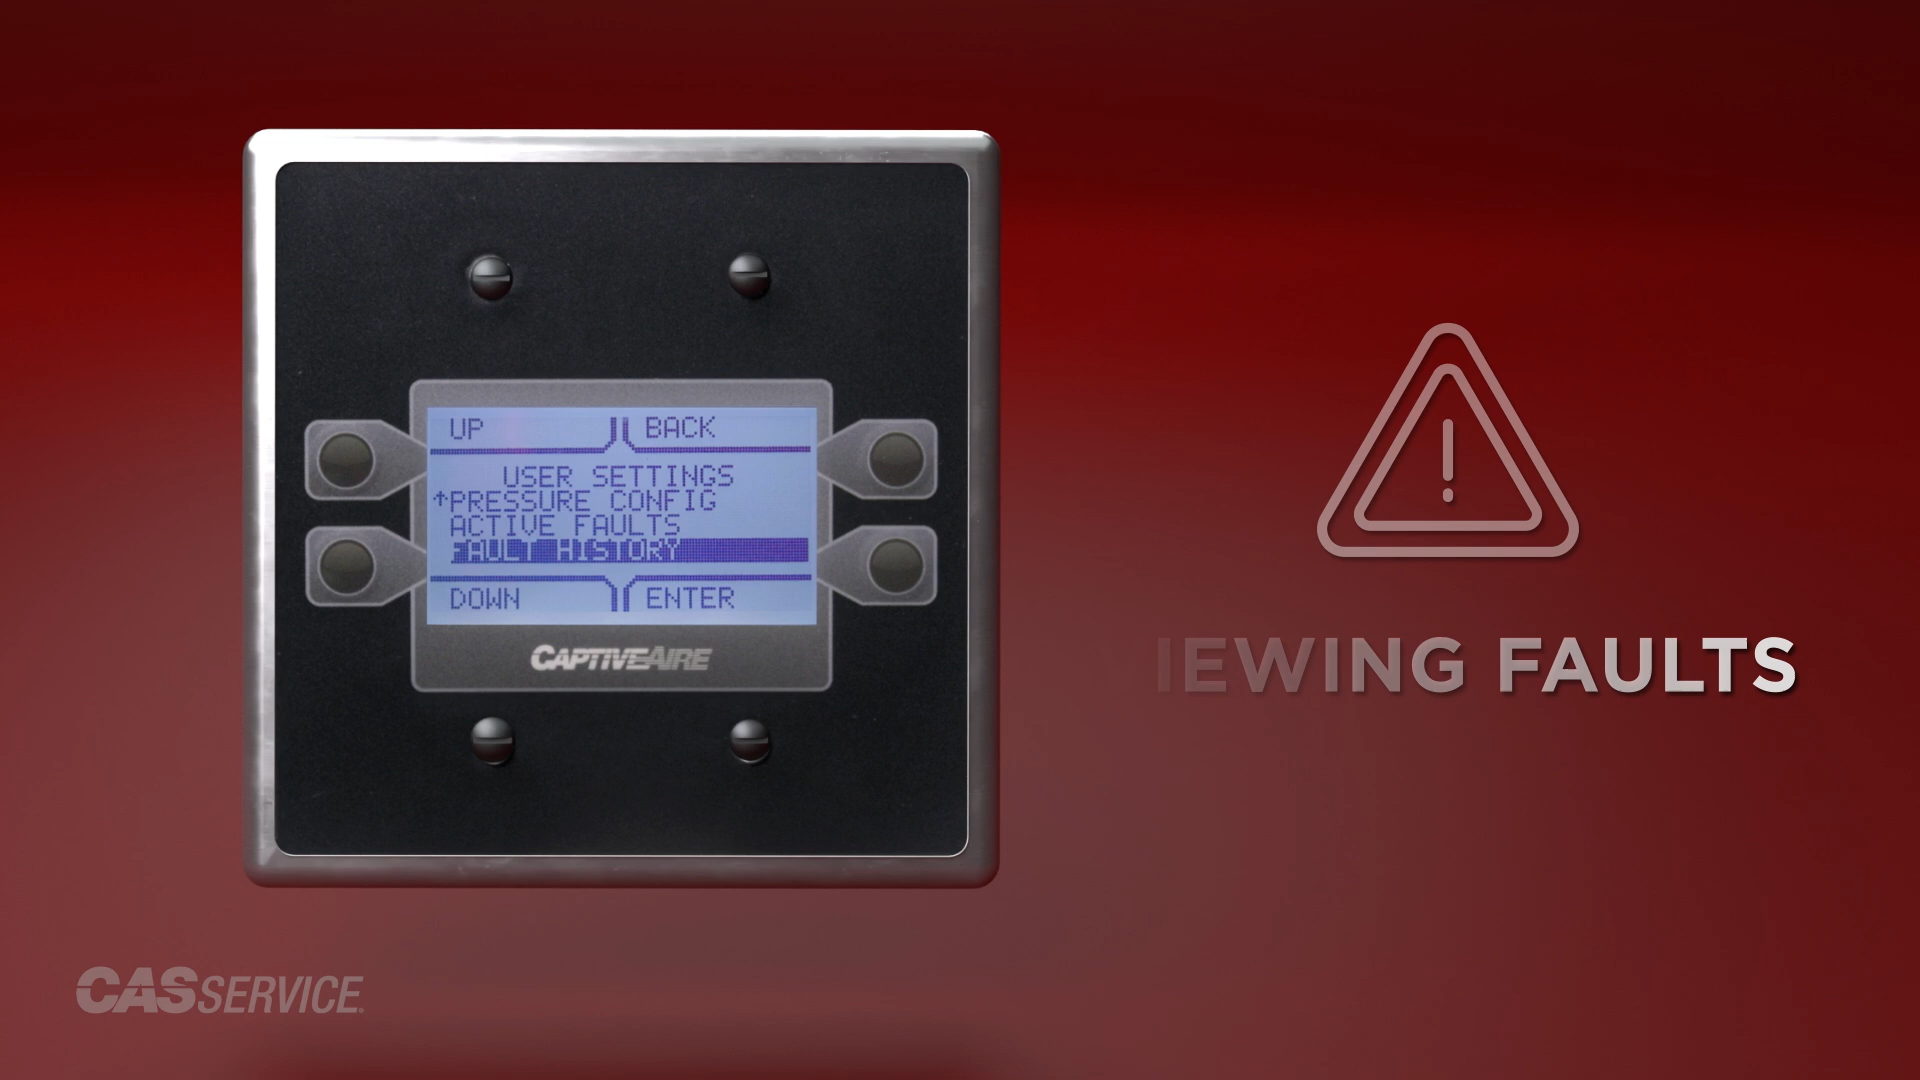 UP
BACK
USER SETTINGS
↑PRESSURE CONFIG
ACTIVE FAULTS
FAULT HISTORY
DOWN
ENTER
CAPTIVEAIRE
IEWING FAULTS
CASSERVICE